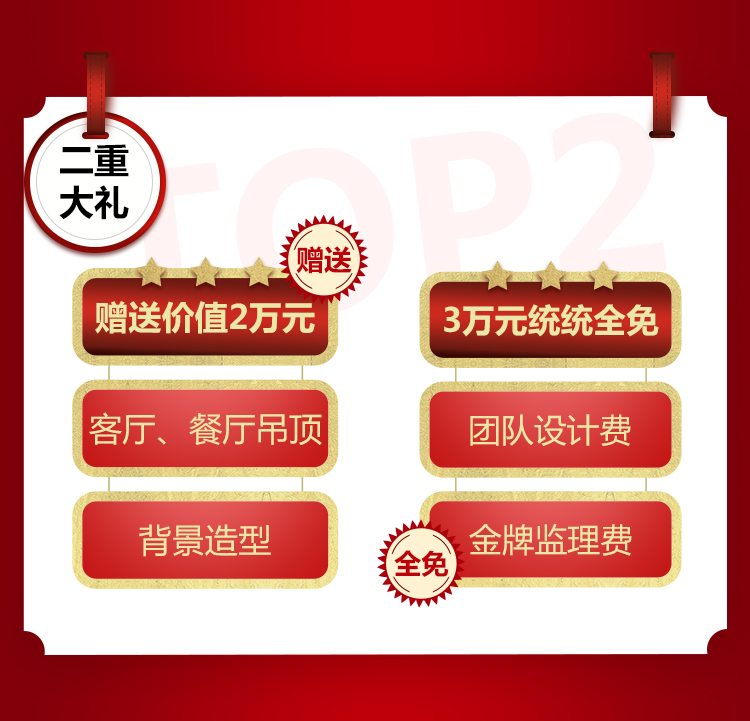 TOP2
二重
大礼
赠送
赠送价值2万元
客厅、餐厅吊顶
背景造型
3万元统统全免
团队设计费
金牌监理费
全免